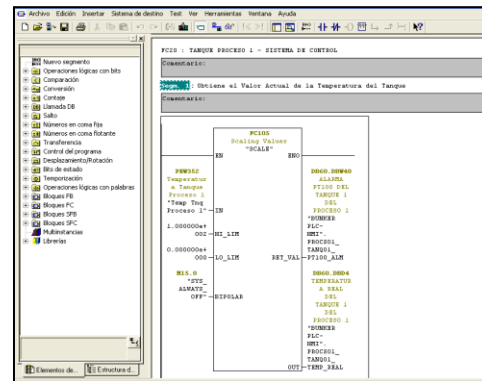 Archivo Edición Insertar Sistema de destino Test Ver Herramientas Ventana Ayuda
Nuevo segmento
Operaciones lógicas con bits
Comparación
Conversión
Contaje
Llamada DB
Salto
Números en coma fija
Números en coma flotante
Transferencia
Control del programa
Desplazamiento/Rotación
Bits de estado
Temporización
Operaciones lógicas con palabras
Bloques FB
Bloques FC
Bloques SFB
Bloques SFC
Multiinstancias
Librerías
Elementos de...
Estructura d...
FC25 : TANQUE PROCESO 1 - SISTEMA DE CONTROL
Comentario:
Segm. 1: Obtiene el Valor Actual de la Temperatura del Tanque
Comentario:
FC105
Scaling Values
"SCALE"
EN ENO
PEW352
Temperatur
a Tanque
Proceso 1
"Temp Tnq
Proceso 1" IN
1.000000e+
002 HI_LIM
0.000000e+
000 LO_LIM
M15.0
"SYS_
ALWAYS_
OFF" BIPOLAR
DB60.DBW40
ALARMA
PT100 DEL
TANQUE 1
DEL
PROCESO 1
"BUNKER
PLC-
HMI".
PROCS01_
TANQ01_
RET_VAL PT100_ALM
DB60.DBD4
TEMPERATUR
A REAL
DEL
TANQUE 1
DEL
PROCESO 1
"BUNKER
PLC-
HMI".
PROCS01_
TANQ01_
OUT TEMP_REAL